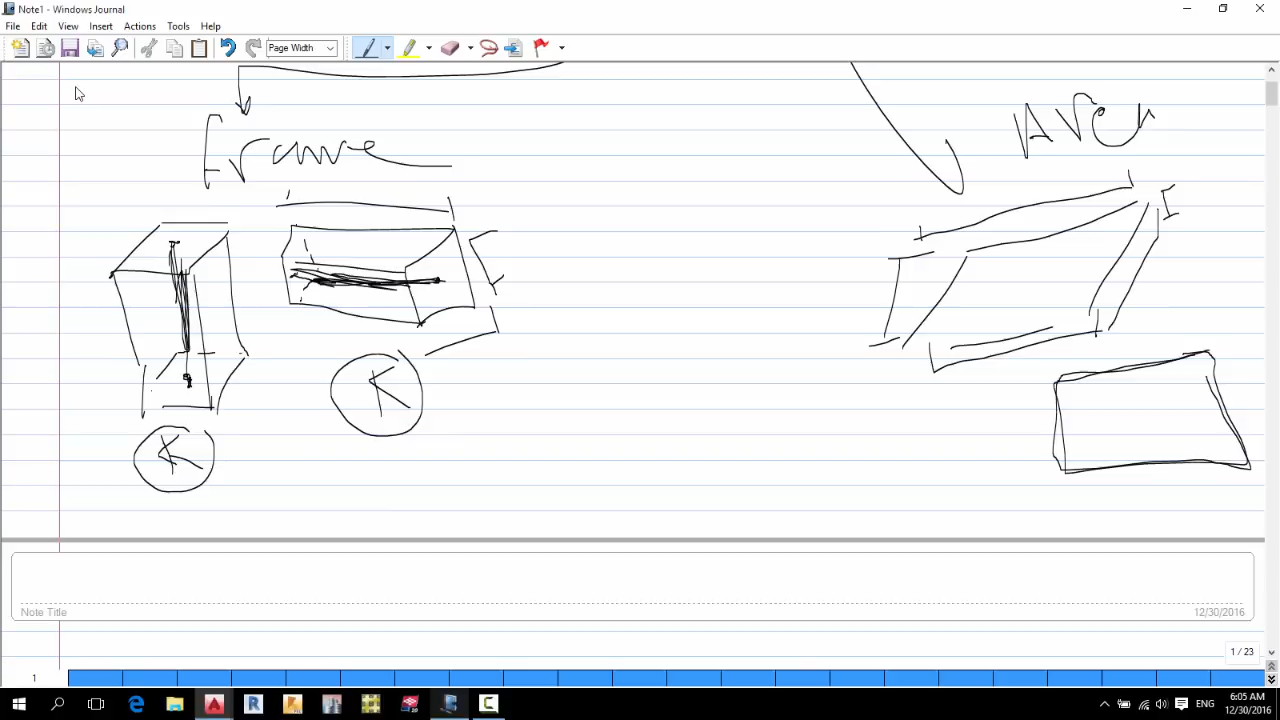 Note1 - Windows Journal
File Edit View Insert Actions Tools Help
Page Width
Frame
K
K
Note Title
12/30/2016
1 / 23
1
ENG
6:05 AM
12/30/2016